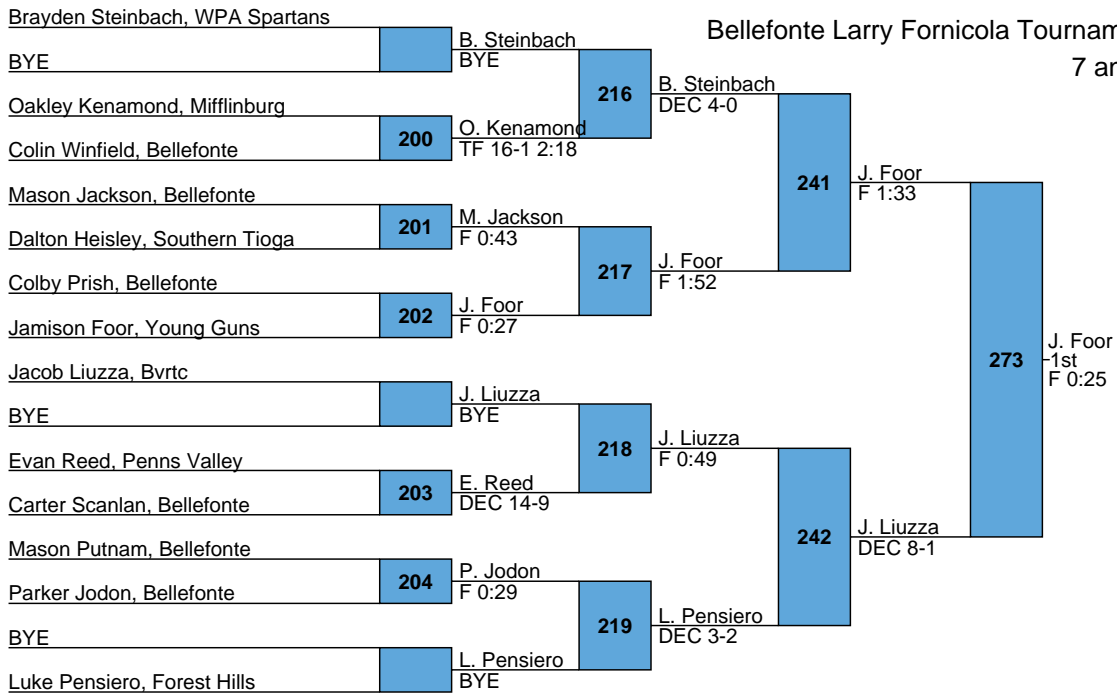 Bellefonte Larry Fornicola Tournam
7 ar
Brayden Steinbach, WPA Spartans
BYE
B. Steinbach
BYE
Oakley Kenamond, Mifflinburg
Colin Winfield, Bellefonte
200
O. Kenamond
TF 16-1 2:18
216
B. Steinbach
DEC 4-0
Mason Jackson, Bellefonte
Dalton Heisley, Southern Tioga
201
M. Jackson
F 0:43
Colby Prish, Bellefonte
Jamison Foor, Young Guns
202
J. Foor
F 0:27
217
J. Foor
F 1:52
241
J. Foor
F 1:33
Jacob Liuzza, Bvrtc
BYE
J. Liuzza
BYE
Evan Reed, Penns Valley
Carter Scanlan, Bellefonte
203
E. Reed
DEC 14-9
218
J. Liuzza
F 0:49
Mason Putnam, Bellefonte
Parker Jodon, Bellefonte
204
P. Jodon
F 0:29
BYE
Luke Pensiero, Forest Hills
L. Pensiero
BYE
219
L. Pensiero
DEC 3-2
242
J. Liuzza
DEC 8-1
273
J. Foor
1st
F 0:25